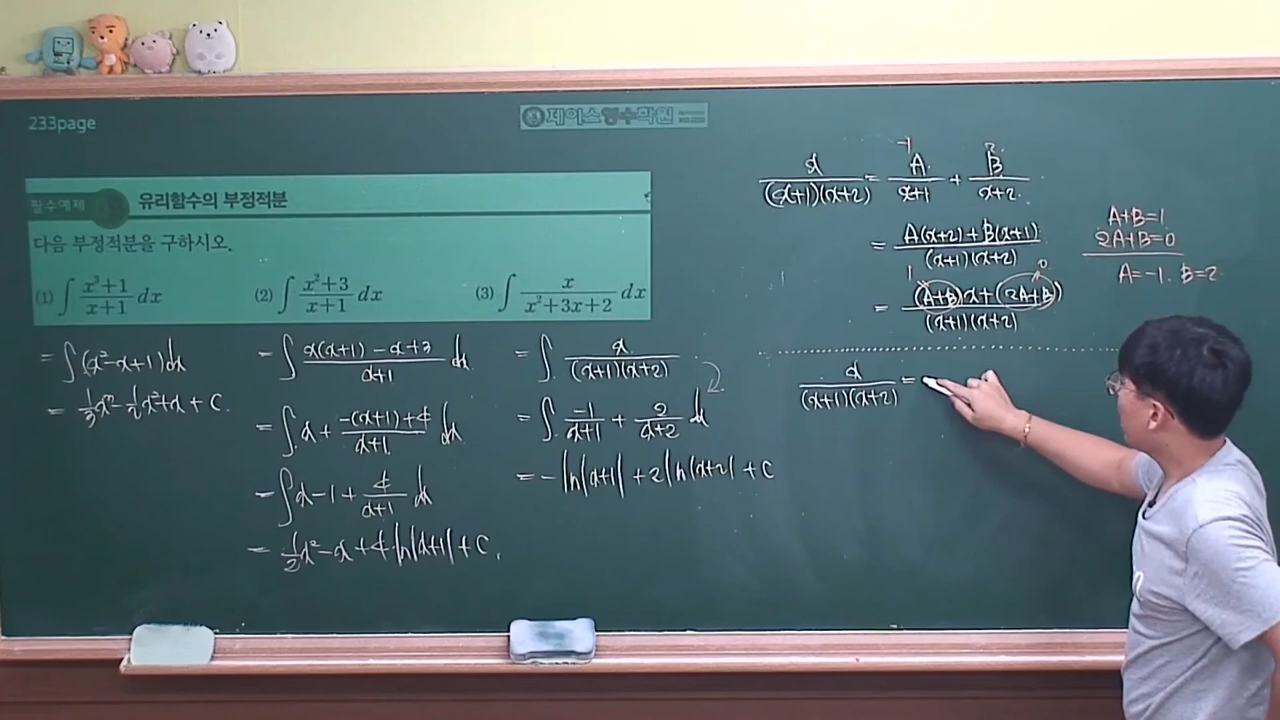 233page
제이스영수학원
필수예제
유리함수의 부정적분
다음 부정적분을 구하시오.
(1) ∫ (x³+1)/(x+1) dx
(2) ∫ (x²+3)/(x+1) dx
(3) ∫ x/(x²+3x+2) dx
= ∫(x²-x+1)dx
= 1/3 x³ - 1/2 x² + x + C.
= ∫ (x(x+1) - x+3)/(x+1) dx
= ∫ x + (-(x+1)+4)/(x+1) dx
= ∫ x-1 + 4/(x+1) dx
= 1/2 x² - x + 4 ln|x+1| + C.
= ∫ x/((x+1)(x+2))
= ∫ -1/(x+1) + 2/(x+2) dx
= -ln|x+1| + 2ln|x+2| + C
-1 2
x/((x+1)(x+2)) = A/(x+1) + B/(x+2)
= (A(x+2)+B(x+1))/((x+1)(x+2))
1 0
= ((A+B)x+(2A+B))/((x+1)(x+2))
A+B=1
2A+B=0
A=-1. B=2
x/((x+1)(x+2)) =